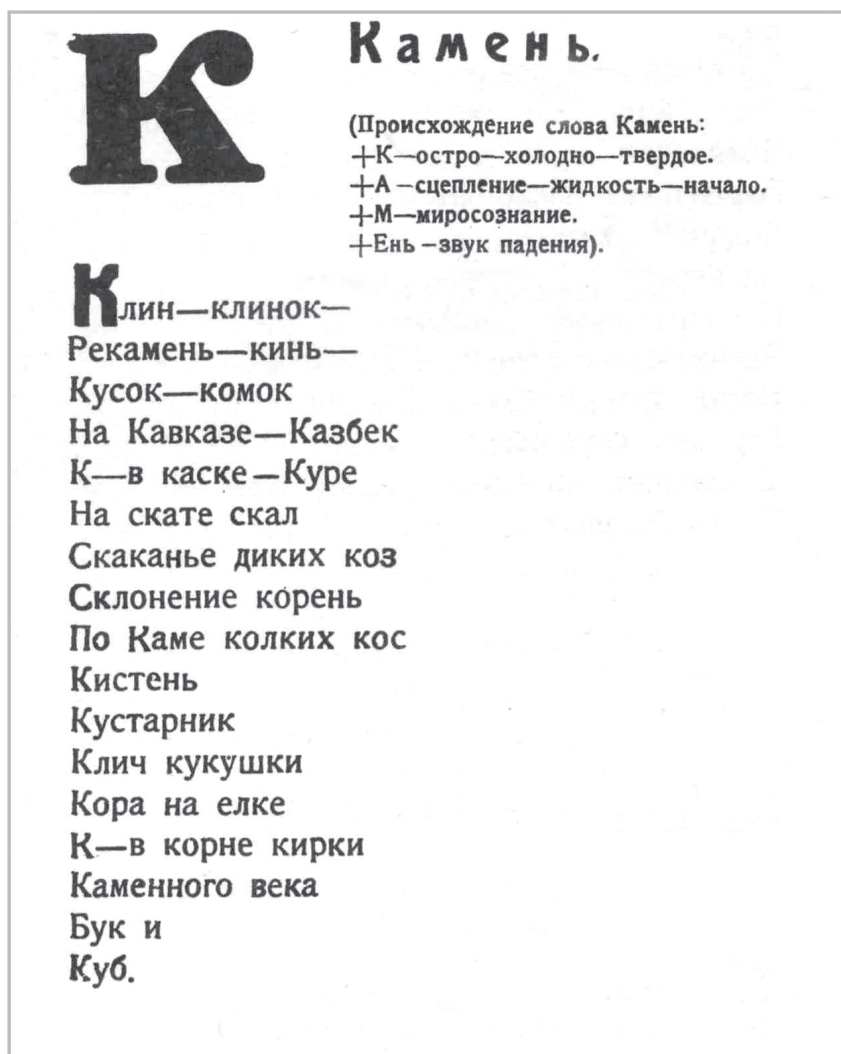 К
Камень.
(Происхождение слова Камень:
+К—остро—холодно—твердое.
+А—сцепление—жидкость—начало.
+М—миросознание.
+Ень—звук падения).
Клин—клинок—
Рекамень—кинь—
Кусок—комок
На Кавказе—Казбек
К—в каске—Куре
На скате скал
Скаканье диких коз
Склонение корень
По Каме колких кос
Кистень
Кустарник
Клич кукушки
Кора на елке
К—в корне кирки
Каменного века
Бук и
Куб.